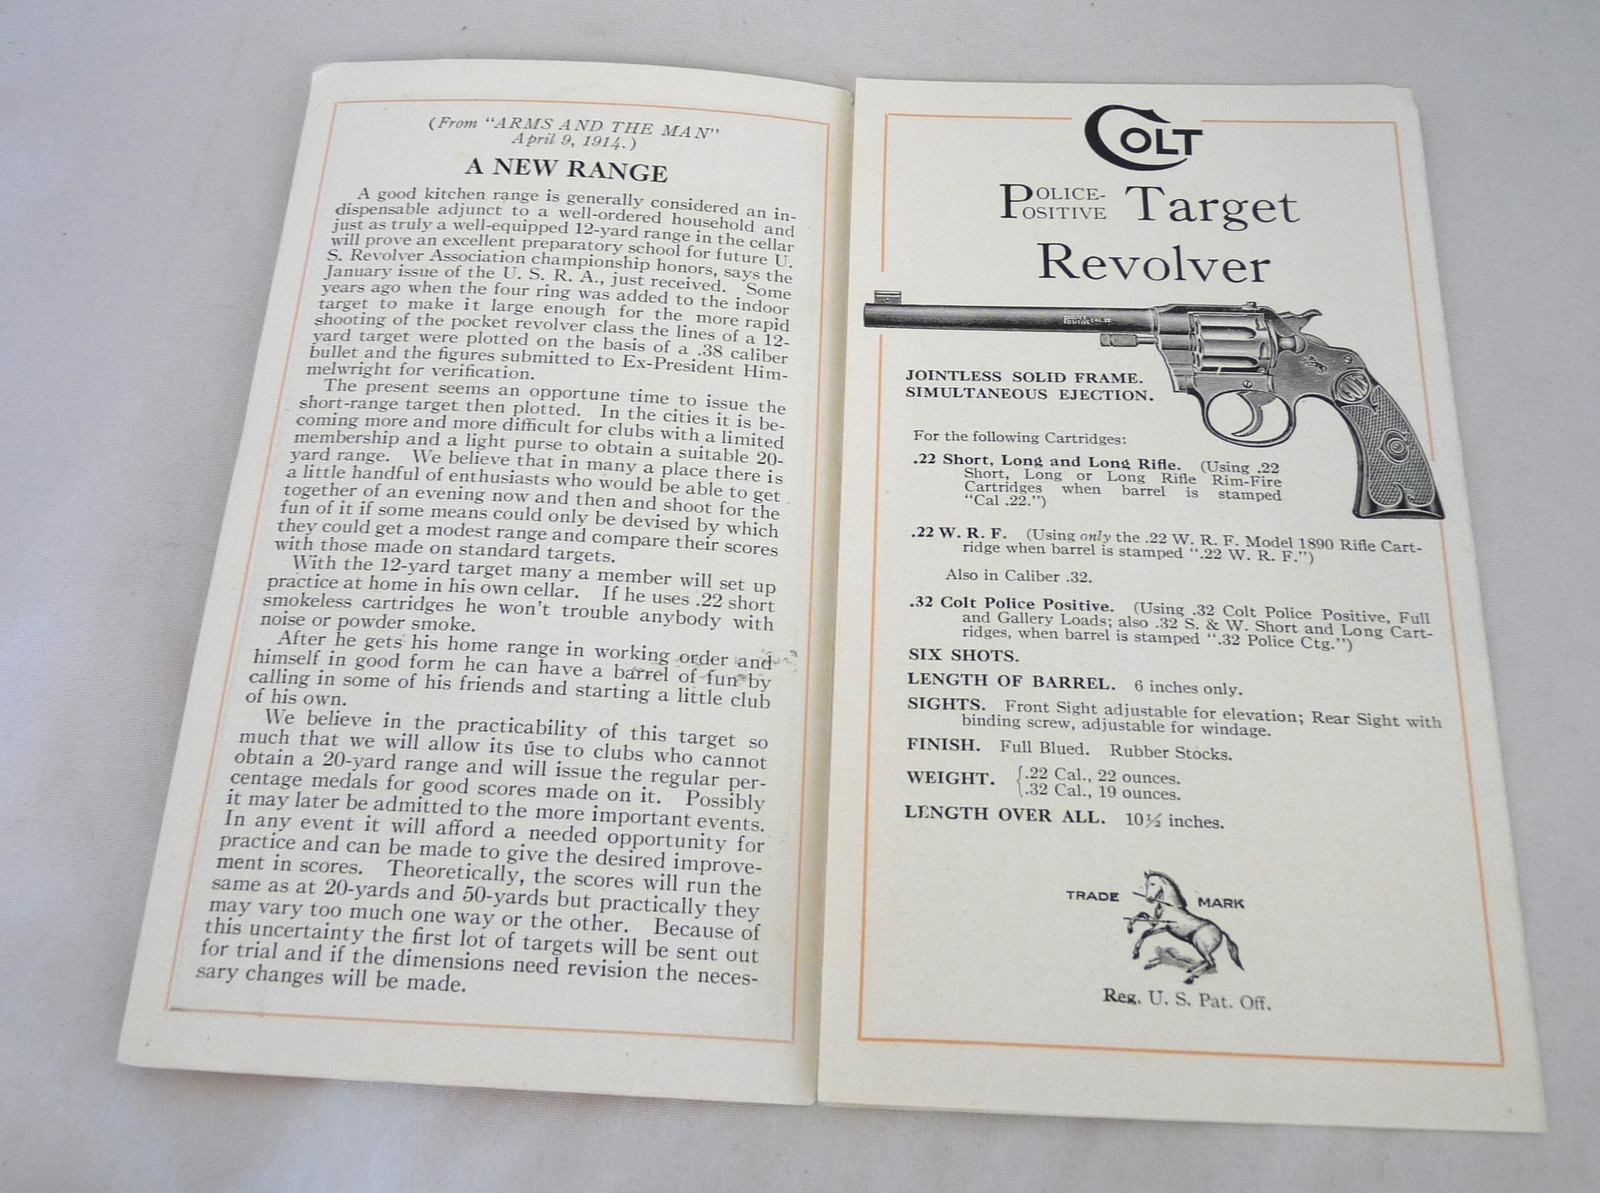 (From "ARMS AND THE MAN"
April 9, 1914.)
A NEW RANGE
A good kitchen range is generally considered an in-
dispensable adjunct to a well-ordered household and
just as truly a well-equipped 12-yard range in the cellar
will prove an excellent preparatory school for future U.
S. Revolver Association championship honors, says the
January issue of the U. S. R. A., just received. Some
years ago when the four ring was added to the indoor
target to make it large enough for the more rapid
shooting of the pocket revolver class the lines of a 12-
yard target were plotted on the basis of a .38 caliber
bullet and the figures submitted to Ex-President Him-
melwright for verification.
The present seems an opportune time to issue the
short-range target then plotted. In the cities it is be-
coming more and more difficult for clubs with a limited
membership and a light purse to obtain a suitable 20-
yard range. We believe that in many a place there is
a little handful of enthusiasts who would be able to get
together of an evening now and then and shoot for the
fun of it if some means could only be devised by which
they could get a modest range and compare their scores
with those made on standard targets.
With the 12-yard target many a member will set up
practice at home in his own cellar. If he uses .22 short
smokeless cartridges he won't trouble anybody with
noise or powder smoke.
After he gets his home range in working order and
himself in good form he can have a barrel of fun by
calling in some of his friends and starting a little club
of his own.
We believe in the practicability of this target so
much that we will allow its use to clubs who cannot
obtain a 20-yard range and will issue the regular per-
centage medals for good scores made on it. Possibly
it may later be admitted to the more important events.
In any event it will afford a needed opportunity for
practice and can be made to give the desired improve-
ment in scores. Theoretically, the scores will run the
same as at 20-yards and 50-yards but practically they
may vary too much one way or the other. Because of
this uncertainty the first lot of targets will be sent out
for trial and if the dimensions need revision the neces-
sary changes will be made.
COLT
POLICE-
POSITIVE Target
Revolver
JOINTLESS SOLID FRAME.
SIMULTANEOUS EJECTION.
For the following Cartridges:
.22 Short, Long and Long Rifle. (Using .22
Short, Long or Long Rifle Rim-Fire
Cartridges when barrel is stamped
"Cal .22.")
.22 W. R. F. (Using only the .22 W. R. F. Model 1890 Rifle Cart-
ridge when barrel is stamped ".22 W. R. F.")
Also in Caliber .32.
.32 Colt Police Positive. (Using .32 Colt Police Positive, Full
and Gallery Loads; also .32 S. & W. Short and Long Cart-
ridges, when barrel is stamped ".32 Police Ctg.")
SIX SHOTS.
LENGTH OF BARREL. 6 inches only.
SIGHTS. Front Sight adjustable for elevation; Rear Sight with
binding screw, adjustable for windage.
FINISH. Full Blued. Rubber Stocks.
WEIGHT. {.22 Cal., 22 ounces.
{.32 Cal., 19 ounces.
LENGTH OVER ALL. 10½ inches.
TRADE MARK
Reg. U. S. Pat. Off.